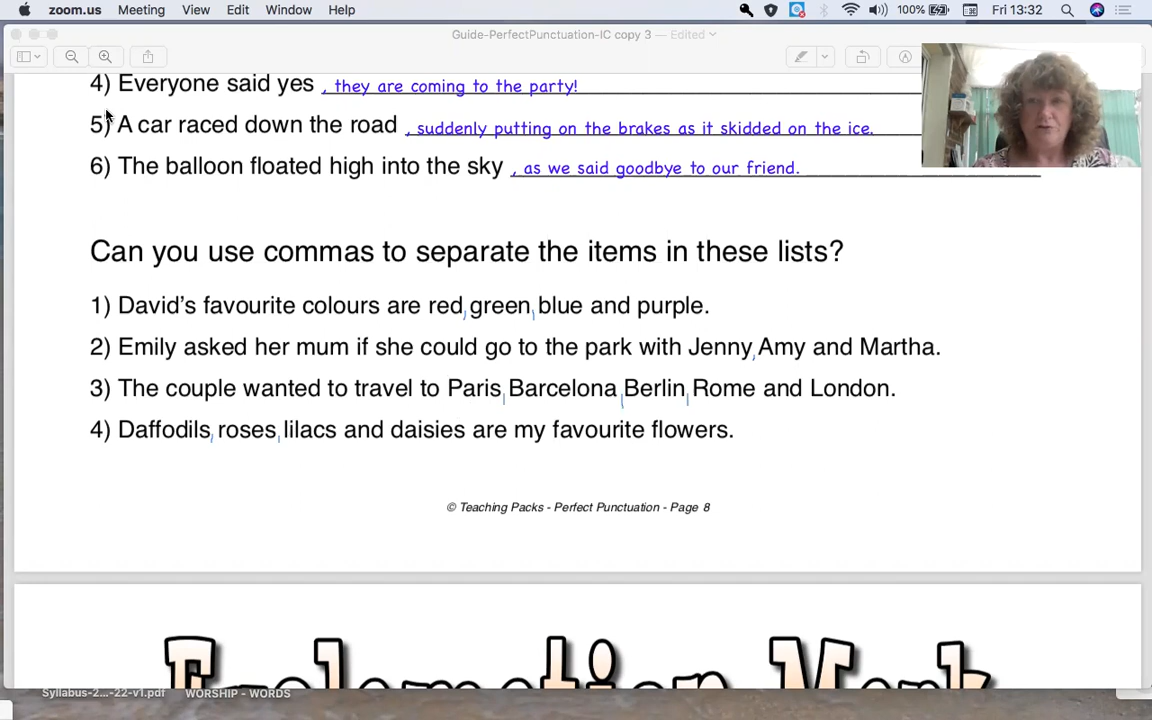 zoom.us Meeting View Edit Window Help 100% Fri 13:32
Guide-PerfectPunctuation-IC copy 3 — Edited
4) Everyone said yes , they are coming to the party!
5) A car raced down the road , suddenly putting on the brakes as it skidded on the ice.
6) The balloon floated high into the sky , as we said goodbye to our friend.
Can you use commas to separate the items in these lists?
1) David's favourite colours are red, green, blue and purple.
2) Emily asked her mum if she could go to the park with Jenny, Amy and Martha.
3) The couple wanted to travel to Paris, Barcelona, Berlin, Rome and London.
4) Daffodils, roses, lilacs and daisies are my favourite flowers.
© Teaching Packs - Perfect Punctuation - Page 8
Exclamation Mark
Syllabus-2...-22-v1.pdf WORSHIP - WORDS